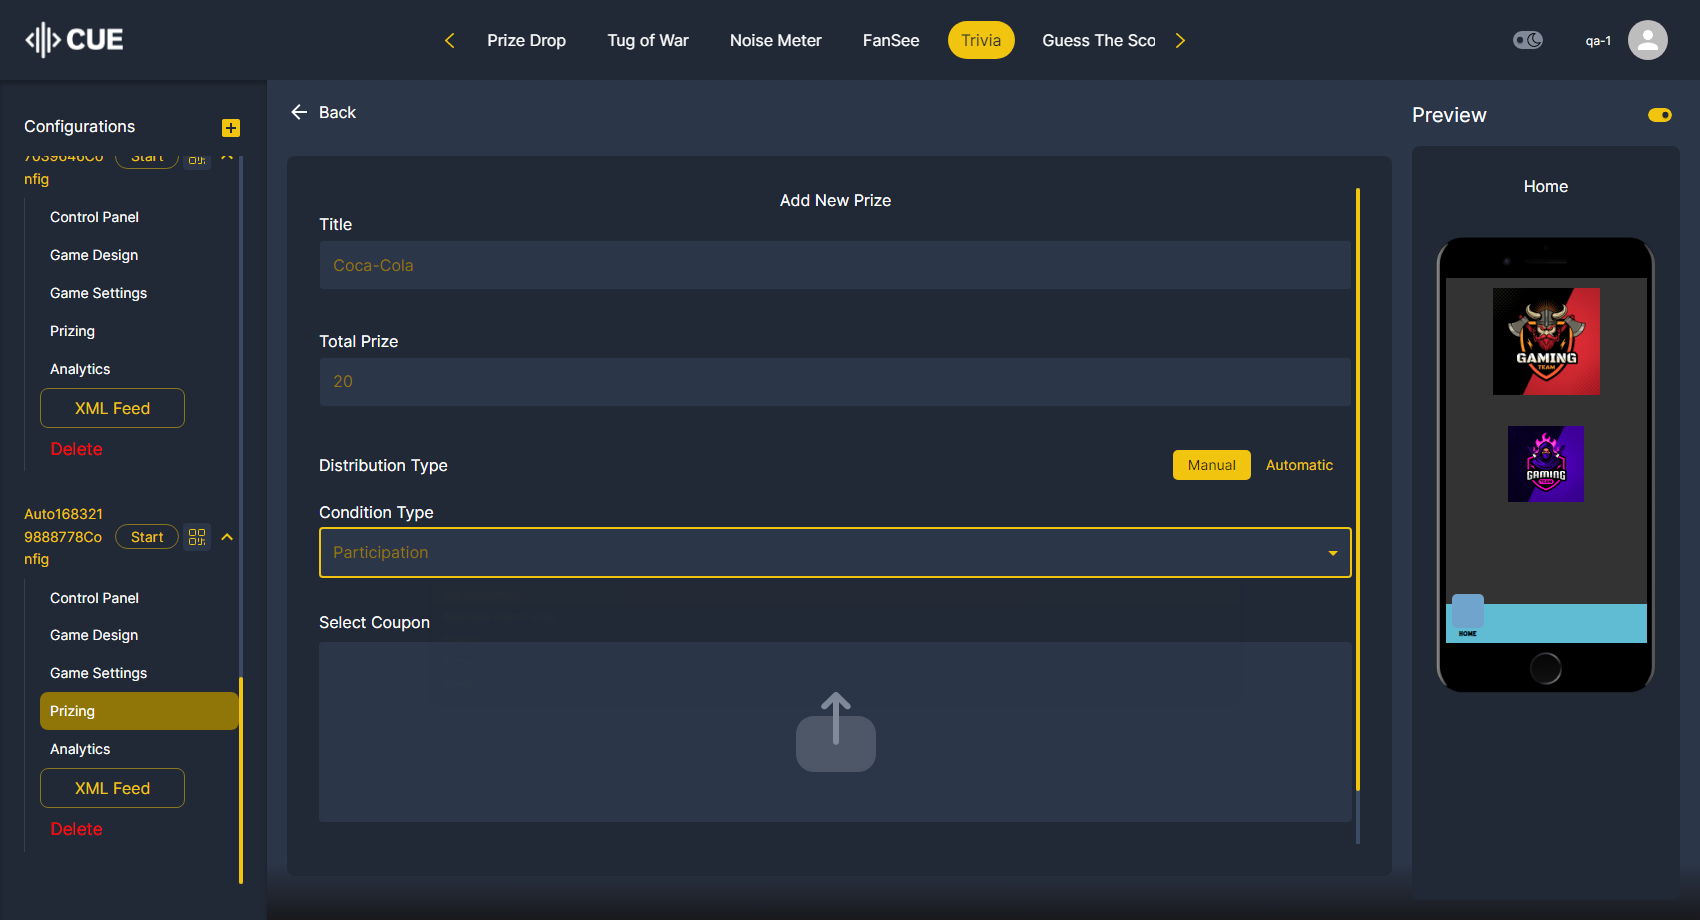 CUE
Prize Drop
Tug of War
Noise Meter
FanSee
Trivia
Guess The Sco
qa-1
Configurations
7039646Co
nfig
Start
Control Panel
Game Design
Game Settings
Prizing
Analytics
XML Feed
Delete
Auto168321
9888778Co
nfig
Start
Control Panel
Game Design
Game Settings
Prizing
Analytics
XML Feed
Delete
Back
Add New Prize
Title
Coca-Cola
Total Prize
20
Distribution Type
Manual
Automatic
Condition Type
Participation
Select Coupon
Preview
Home
GAMING
TEAM
GAMING
HOME